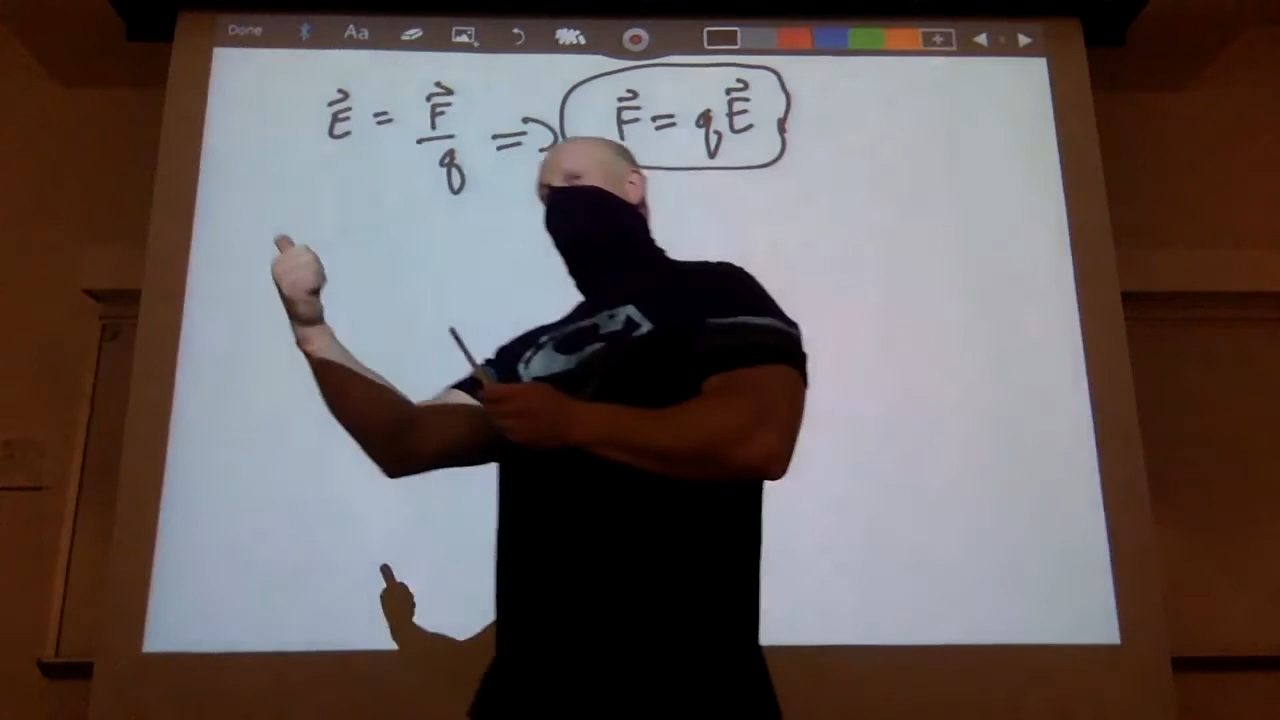 Done Aa
E⃗ = F⃗/q ⇒ F⃗ = qE⃗